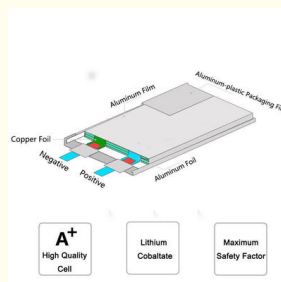 Aluminum-plastic Packaging Fi
Aluminum Film
Copper Foil
Negative
Positive
Aluminum Foil
A+
High Quality
Cell
Lithium
Cobaltate
Maximum
Safety Factor